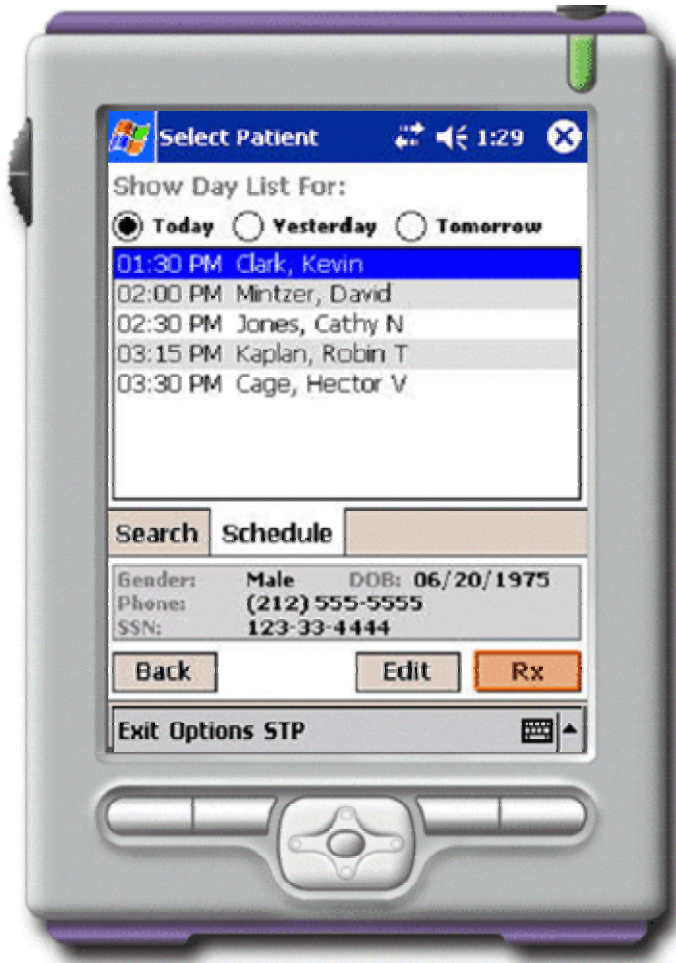 Select Patient 1:29
Show Day List For:
Today Yesterday Tomorrow
01:30 PM Clark, Kevin
02:00 PM Mintzer, David
02:30 PM Jones, Cathy N
03:15 PM Kaplan, Robin T
03:30 PM Cage, Hector V
Search Schedule
Gender: Male DOB: 06/20/1975
Phone: (212) 555-5555
SSN: 123-33-4444
Back Edit Rx
Exit Options STP